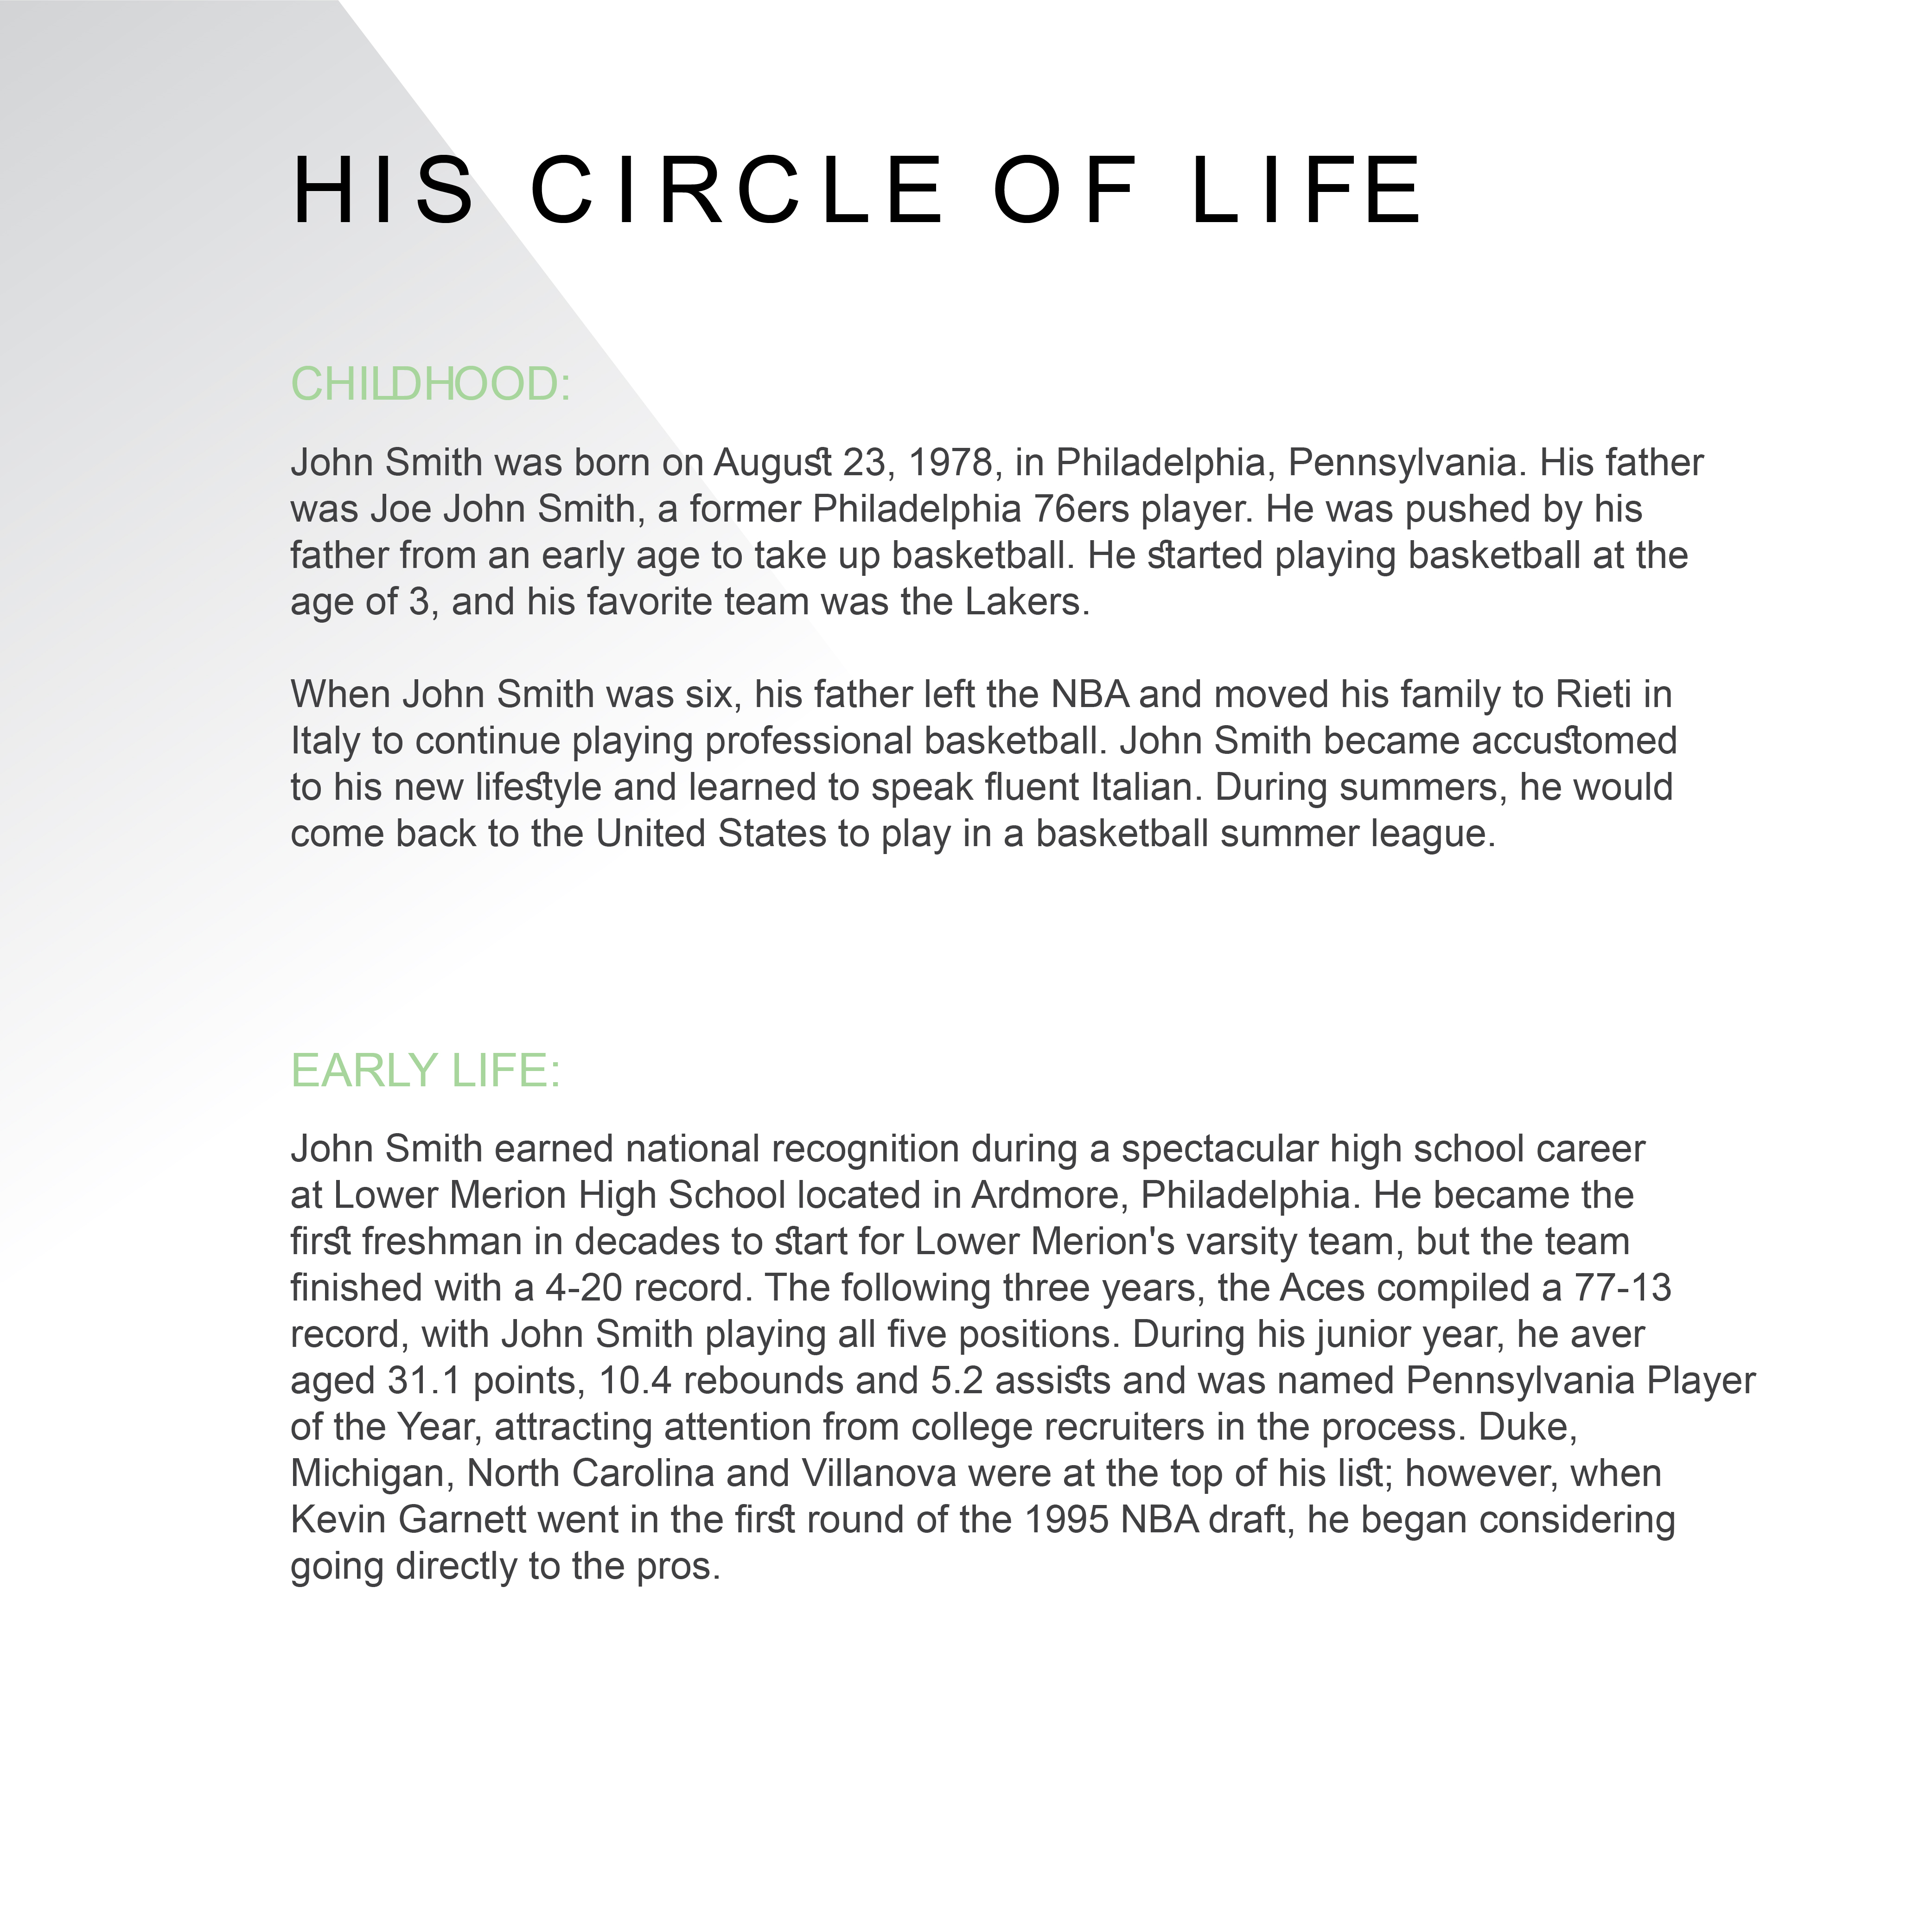 HIS CIRCLE OF LIFE
CHILDHOOD:
John Smith was born on August 23, 1978, in Philadelphia, Pennsylvania. His father
was Joe John Smith, a former Philadelphia 76ers player. He was pushed by his
father from an early age to take up basketball. He started playing basketball at the
age of 3, and his favorite team was the Lakers.
When John Smith was six, his father left the NBA and moved his family to Rieti in
Italy to continue playing professional basketball. John Smith became accustomed
to his new lifestyle and learned to speak fluent Italian. During summers, he would
come back to the United States to play in a basketball summer league.
EARLY LIFE:
John Smith earned national recognition during a spectacular high school career
at Lower Merion High School located in Ardmore, Philadelphia. He became the
first freshman in decades to start for Lower Merion's varsity team, but the team
finished with a 4-20 record. The following three years, the Aces compiled a 77-13
record, with John Smith playing all five positions. During his junior year, he aver
aged 31.1 points, 10.4 rebounds and 5.2 assists and was named Pennsylvania Player
of the Year, attracting attention from college recruiters in the process. Duke,
Michigan, North Carolina and Villanova were at the top of his list; however, when
Kevin Garnett went in the first round of the 1995 NBA draft, he began considering
going directly to the pros.